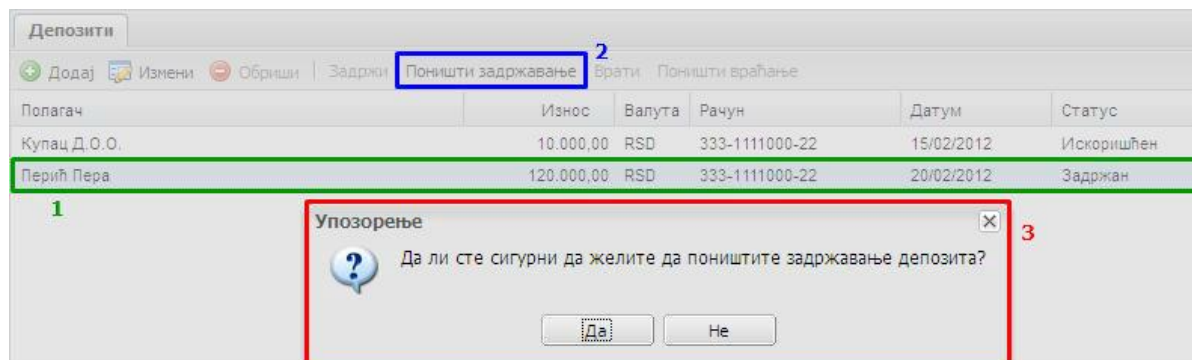 Депозити
2
Додај Измени Обриши Задржи Поништи задржавање Врати Поништи враћање
Полагач Износ Валута Рачун Датум Статус
Купац Д.О.О. 10.000,00 RSD 333-1111000-22 15/02/2012 Искоришћен
Перић Пера 120.000,00 RSD 333-1111000-22 20/02/2012 Задржан
1
Упозорење
3
Да ли сте сигурни да желите да поништите задржавање депозита?
Да Не